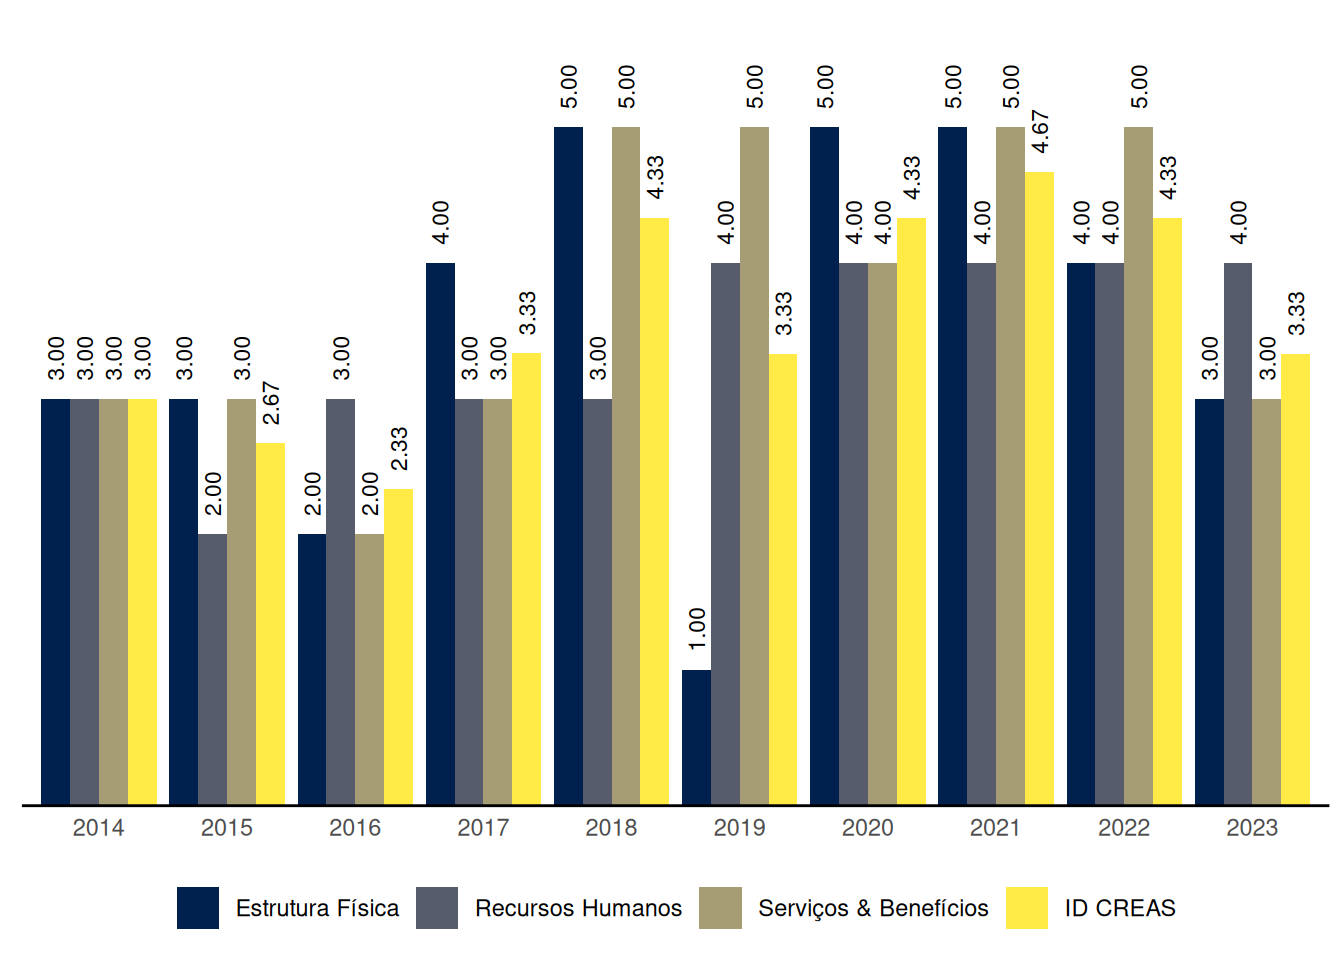 3.00 3.00 3.00 3.00 3.00 2.00 3.00 2.67 2.00 3.00 2.00 2.33 4.00 3.00 3.00 3.33 5.00 3.00 5.00 4.33 1.00 4.00 5.00 3.33 5.00 4.00 4.00 4.33 5.00 4.00 5.00 4.67 4.00 4.00 5.00 4.33 3.00 4.00 3.00 3.33
2014 2015 2016 2017 2018 2019 2020 2021 2022 2023
Estrutura Física Recursos Humanos Serviços & Benefícios ID CREAS